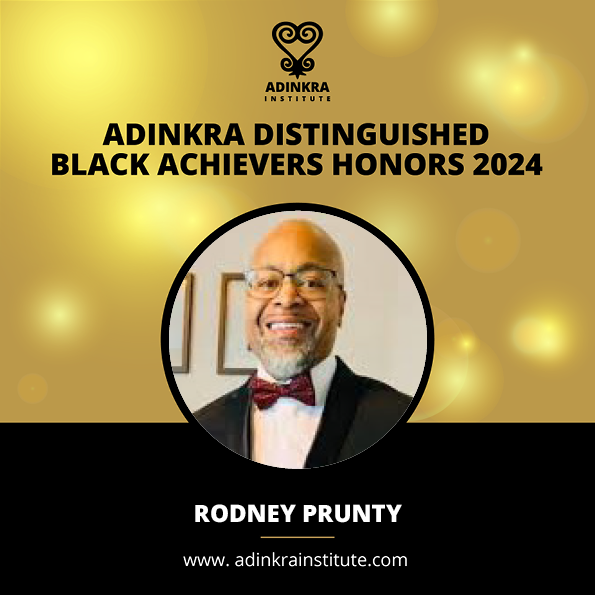 ADINKRA
INSTITUTE
ADINKRA DISTINGUISHED
BLACK ACHIEVERS HONORS 2024
RODNEY PRUNTY
www. adinkrainstitute.com